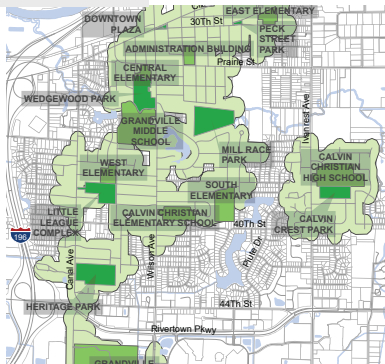 EAST ELEMENTARY
DOWNTOWN
PLAZA
30Th St
PECK
STREET
PARK
ADMINISTRATION BUILDING
Prairie St
CENTRAL
ELEMENTARY
WEDGEWOOD PARK
Ivanrest Ave
GRANDVILLE
MIDDLE
SCHOOL
MILL RACE
PARK
CALVIN
CHRISTIAN
HIGH SCHOOL
WEST
ELEMENTARY
SOUTH
ELEMENTARY
LITTLE
LEAGUE
COMPLEX
CALVIN CHRISTIAN
ELEMENTARY SCHOOL
40Th St
CALVIN
CREST PARK
196
Canal Ave
Wilson Ave
HERITAGE PARK
44Th St
Rivertown Pkwy
GRANDVILLE